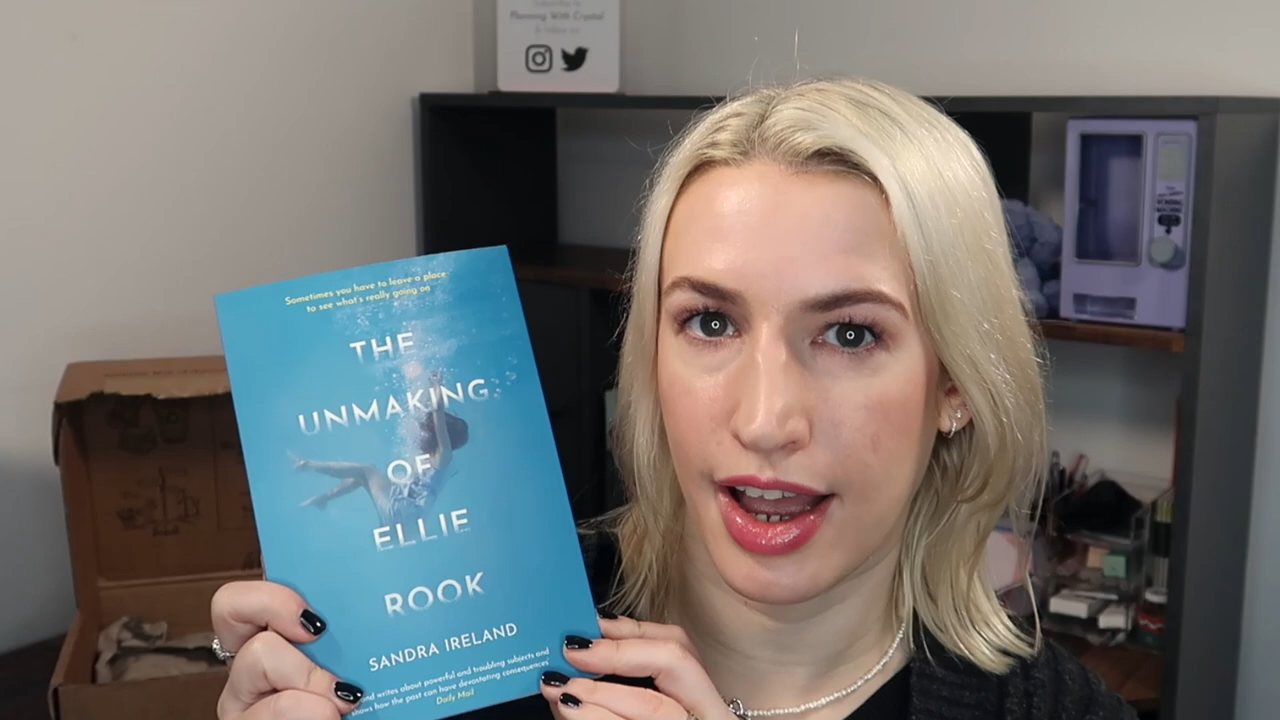 Planning With Crystal
Sometimes you have to leave a place
to see what's really going on
THE
UNMAKING
OF
ELLIE
ROOK
SANDRA IRELAND
nd writes about powerful and troubling subjects and
shows how the past can have devastating consequences
Daily Mail